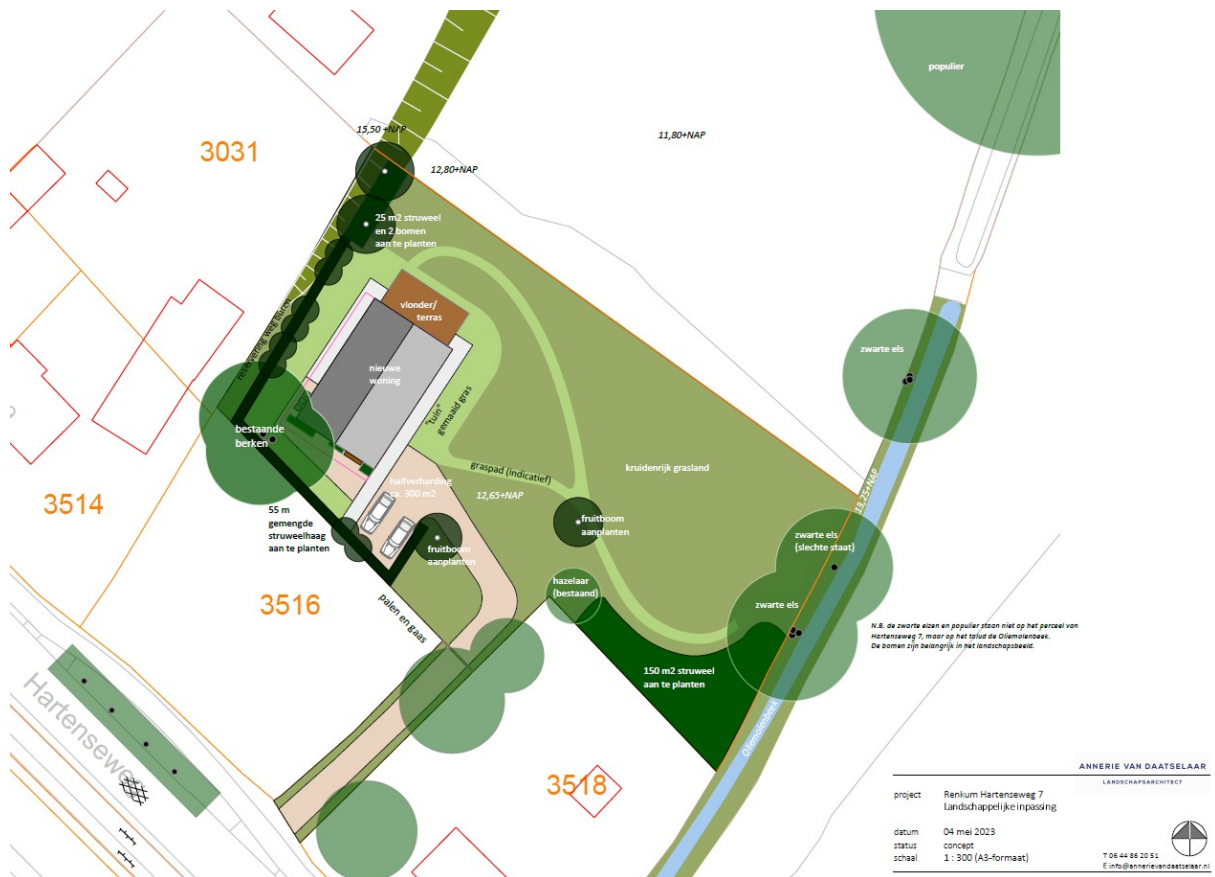 populier
15,50 +NAP
11,80+NAP
3031
12,80+NAP
25 m2 struweel
en 2 bomen
aan te planten
vlonder/
terras
reservering weg buren
zwarte els
nieuwe
woning
"tuin"
gemaaid gras
bestaande
berken
graspad (indicatief)
kruidenrijk grasland
halfverharding
ca. 300 m2
12,65+NAP
13,25+NAP
3514
55 m
gemengde
struweelhaag
aan te planten
fruitboom
aanplanten
fruitboom
aanplanten
zwarte els
(slechte staat)
hazelaar
(bestaand)
3516
palen en gaas
zwarte els
N.B. de zwarte elzen en populier staan niet op het perceel van
Hartenseweg 7, maar op het talud de Oliemolenbeek.
De bomen zijn belangrijk in het landschapsbeeld.
150 m2 struweel
aan te planten
Hartenseweg
Oliemolenbeek
3518
ANNERIE VAN DAATSELAAR
LANDSCHAPSARCHITECT
project Renkum Hartenseweg 7
Landschappelijke inpassing
datum 04 mei 2023
status concept
schaal 1 : 300 (A3-formaat)
T 06 44 86 20 51
E info@annerievandaatselaar.nl